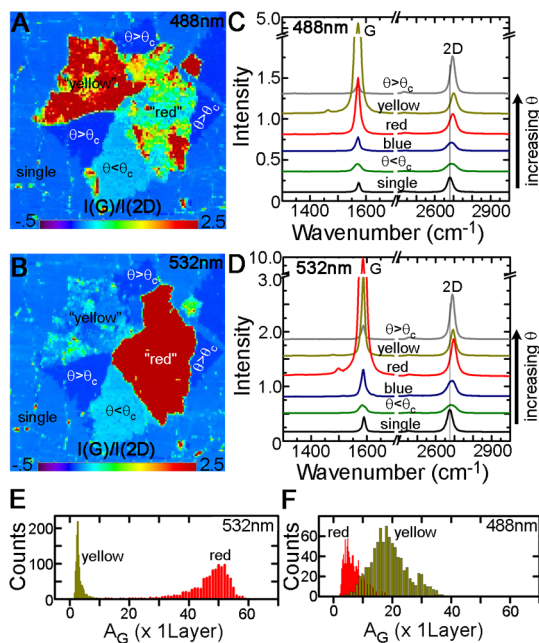 A 488nm
θ>θc
"yellow"
"red"
θ>θc
θ>θc
single
θ<θc
I(G)/I(2D)
-.5 2.5
B 532nm
θ>θc
"yellow"
"red"
θ>θc
θ>θc
single
θ<θc
I(G)/I(2D)
-.5 2.5
C 488nm
5.0
G
2D
1.5
1.0
0.5
0.0
Intensity
θ>θc
yellow
red
blue
θ<θc
single
increasing θ
1400 1600 2600 2900
Wavenumber (cm-1)
D 532nm
10.0
G
2D
3.0
2.0
1.0
0.0
Intensity
θ>θc
yellow
red
blue
θ<θc
single
increasing θ
1400 1600 2600 2900
Wavenumber (cm-1)
E 532nm
200
100
0
Counts
yellow
red
0 20 40 60
AG (x 1Layer)
F 488nm
80
40
0
Counts
red
yellow
0 20 40 60
AG (x 1Layer)